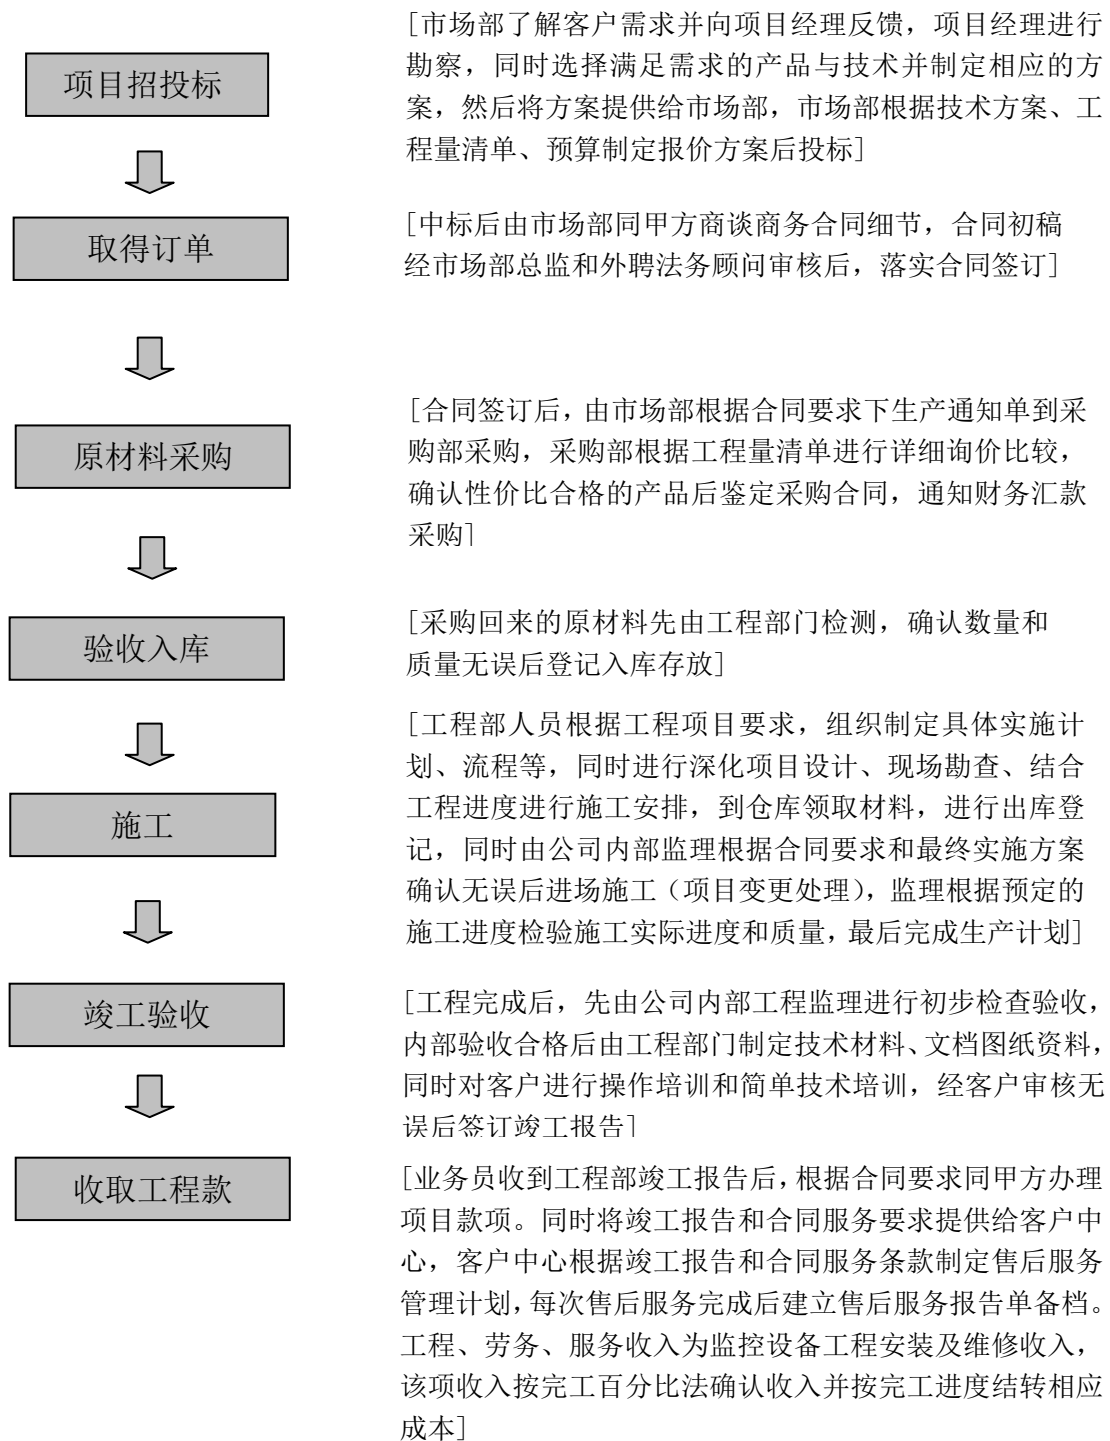 项目招投标
[市场部了解客户需求并向项目经理反馈，项目经理进行
勘察，同时选择满足需求的产品与技术并制定相应的方
案，然后将方案提供给市场部，市场部根据技术方案、工
程量清单、预算制定报价方案后投标]
取得订单
[中标后由市场部同甲方商谈商务合同细节，合同初稿
经市场部总监和外聘法务顾问审核后，落实合同签订]
原材料采购
[合同签订后，由市场部根据合同要求下生产通知单到采
购部采购，采购部根据工程量清单进行详细询价比较，
确认性价比合格的产品后鉴定采购合同，通知财务汇款
采购]
验收入库
[采购回来的原材料先由工程部门检测，确认数量和
质量无误后登记入库存放]
施工
[工程部人员根据工程项目要求，组织制定具体实施计
划、流程等，同时进行深化项目设计、现场勘查、结合
工程进度进行施工安排，到仓库领取材料，进行出库登
记，同时由公司内部监理根据合同要求和最终实施方案
确认无误后进场施工（项目变更处理），监理根据预定的
施工进度检验施工实际进度和质量，最后完成生产计划]
竣工验收
[工程完成后，先由公司内部工程监理进行初步检查验收，
内部验收合格后由工程部门制定技术材料、文档图纸资料，
同时对客户进行操作培训和简单技术培训，经客户审核无
误后签订竣工报告]
收取工程款
[业务员收到工程部竣工报告后，根据合同要求同甲方办理
项目款项。同时将竣工报告和合同服务要求提供给客户中
心，客户中心根据竣工报告和合同服务条款制定售后服务
管理计划，每次售后服务完成后建立售后服务报告单备档。
工程、劳务、服务收入为监控设备工程安装及维修收入，
该项收入按完工百分比法确认收入并按完工进度结转相应
成本]